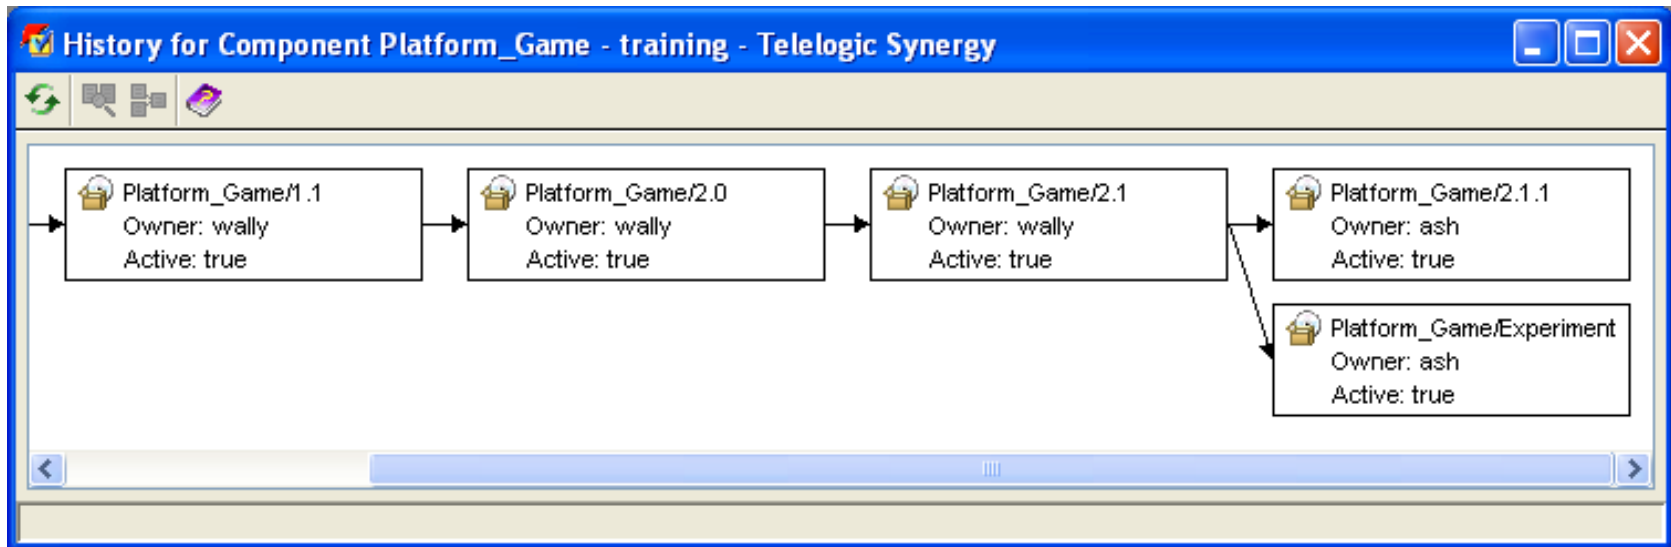 History for Component Platform_Game - training - Telelogic Synergy
Platform_Game/1.1
Owner: wally
Active: true
Platform_Game/2.0
Owner: wally
Active: true
Platform_Game/2.1
Owner: wally
Active: true
Platform_Game/2.1.1
Owner: ash
Active: true
Platform_Game/Experiment
Owner: ash
Active: true